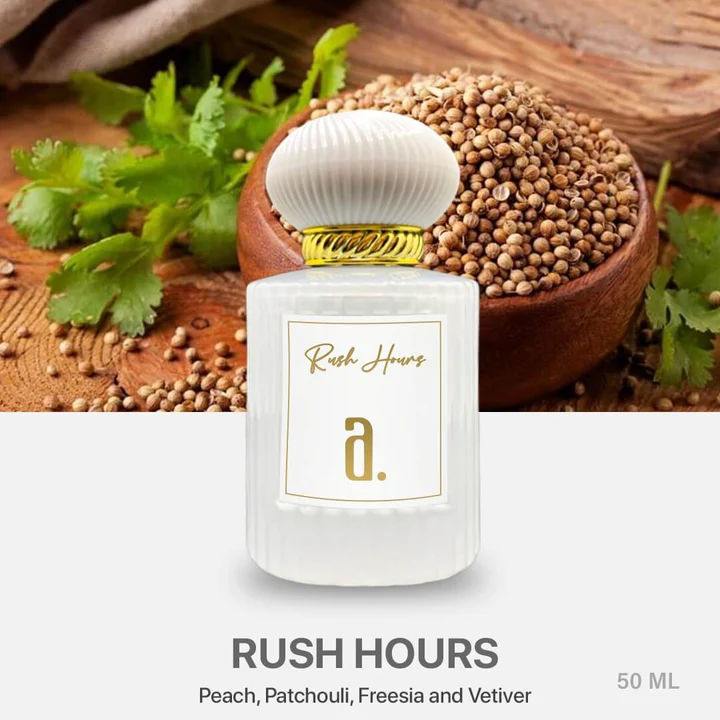 Rush Hours
a.
RUSH HOURS
50 ML
Peach, Patchouli, Freesia and Vetiver